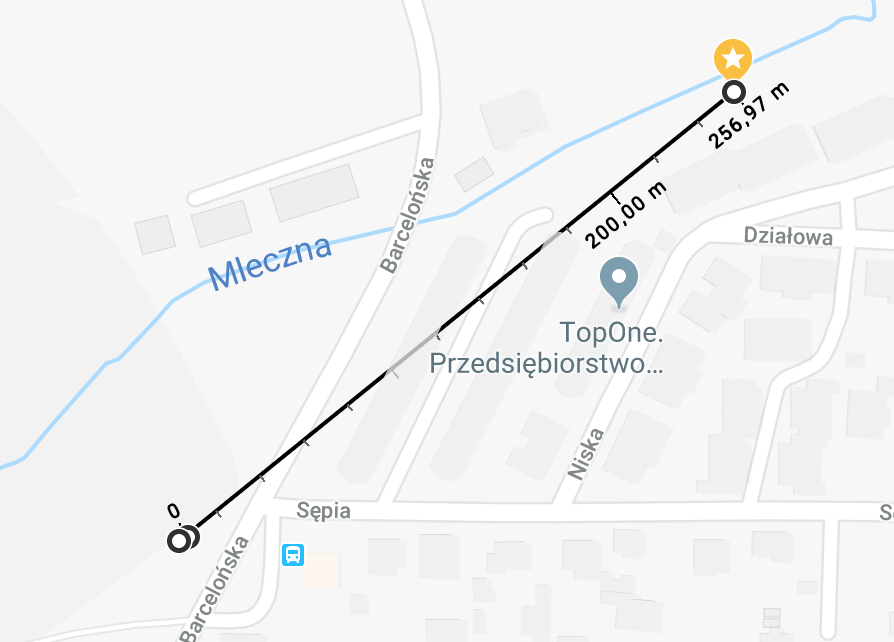 256,97 m
200,00 m
Barcelońska
Mleczna
Działowa
TopOne.
Przedsiębiorstwo...
Niska
0
Sępia
Barcelońska